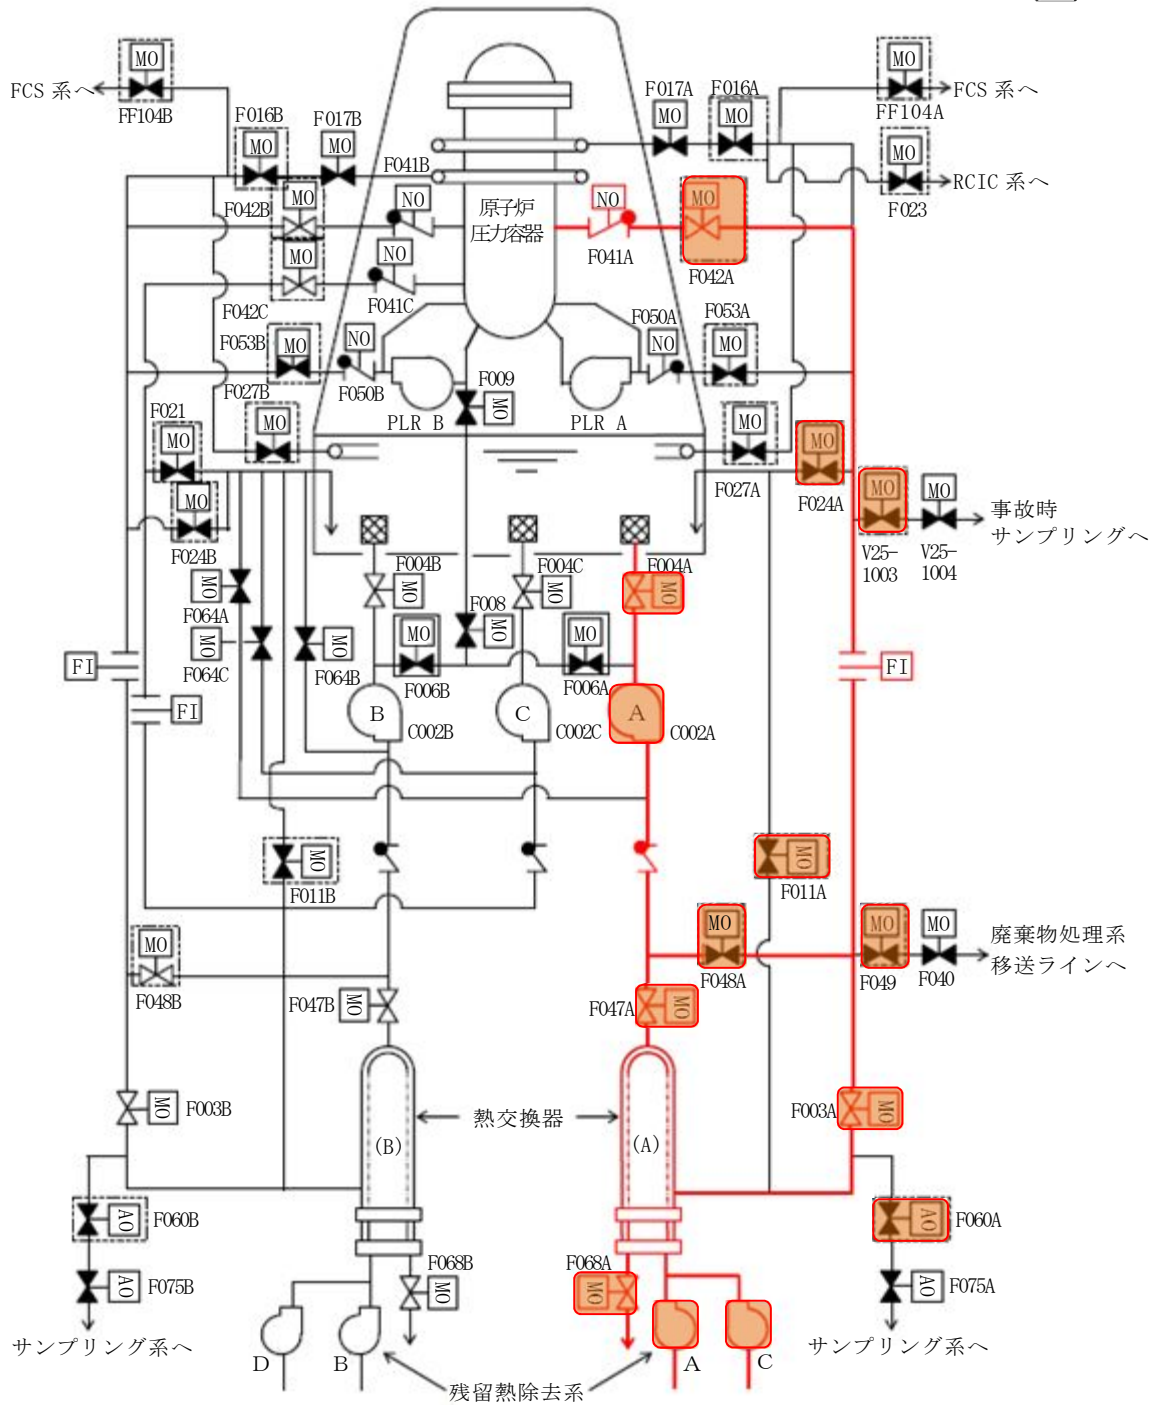 MO
MO
FCS 系へ
FCS 系へ
FF104B
F016B
F017B
F017A
F016A
FF104A
MO
MO
MO
MO
MO
F041B
RCIC 系へ
F023
F042B
MO
NO
原子炉
圧力容器
NO
MO
F041A
F042A
MO
NO
F042C
F041C
F050A
F053A
F053B
MO
NO
NO
MO
F050B
F027B
F009
MO
PLR B
PLR A
F021
MO
MO
MO
MO
F027A
F024A
MO
MO
MO
F024B
V25-
1003
V25-
1004
事故時
サンプリングへ
F004B
F004C
F004A
MO
MO
MO
MO
F064A
MO
F064C
MO
F064B
F008
MO
MO
MO
F006B
F006A
FI
FI
FI
B
C
A
C002B
C002C
C002A
MO
F011B
MO
F011A
MO
F048B
MO
F048A
MO
MO
F049
F040
廃棄物処理系
移送ラインへ
F047B
MO
F047A
MO
MO
F003B
熱交換器
F003A
MO
(B)
(A)
AO
F060B
F060A
AO
AO
F075B
F068B
MO
F068A
MO
AO
F075A
サンプリング系へ
サンプリング系へ
D
B
A
C
残留熱除去系